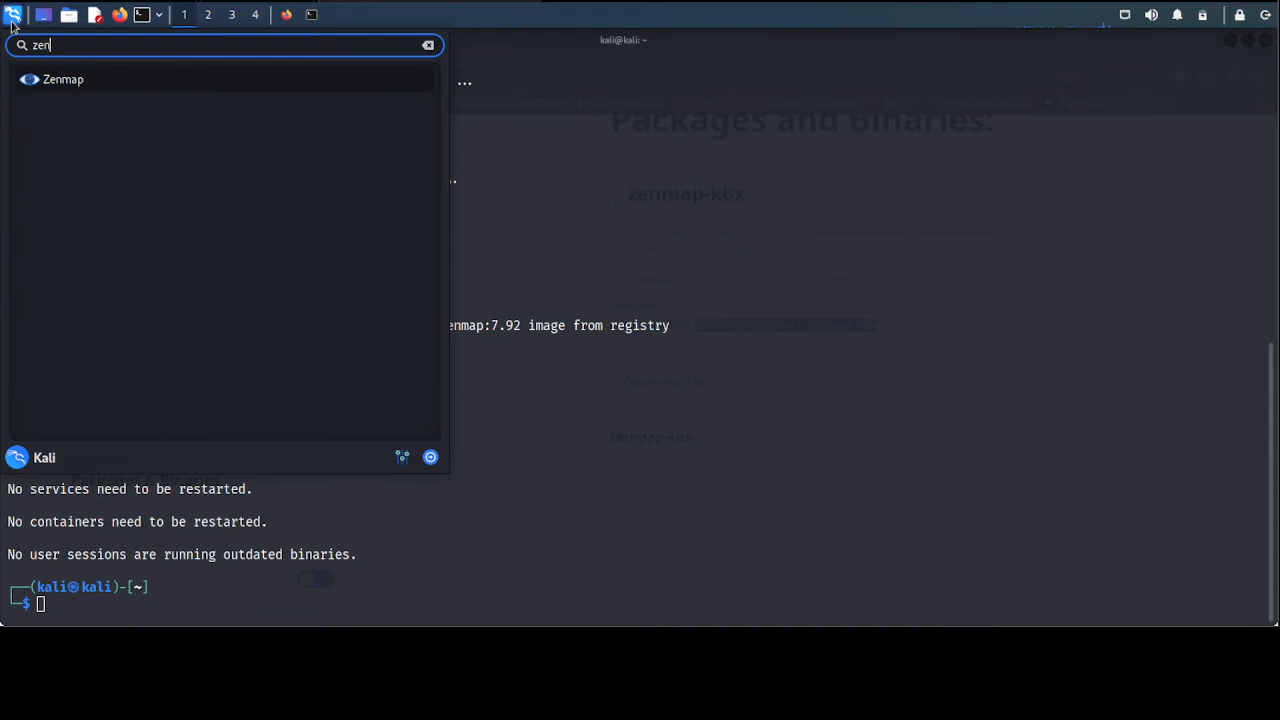 1 2 3 4
zen
kali@kali: ~
Zenmap
...
Packages and Binaries:
..
zenmap-kbx
enmap:7.92 image from registry
zenmap-kbx
Kali
No services need to be restarted.
No containers need to be restarted.
No user sessions are running outdated binaries.
(kali㉿kali)-[~]
$